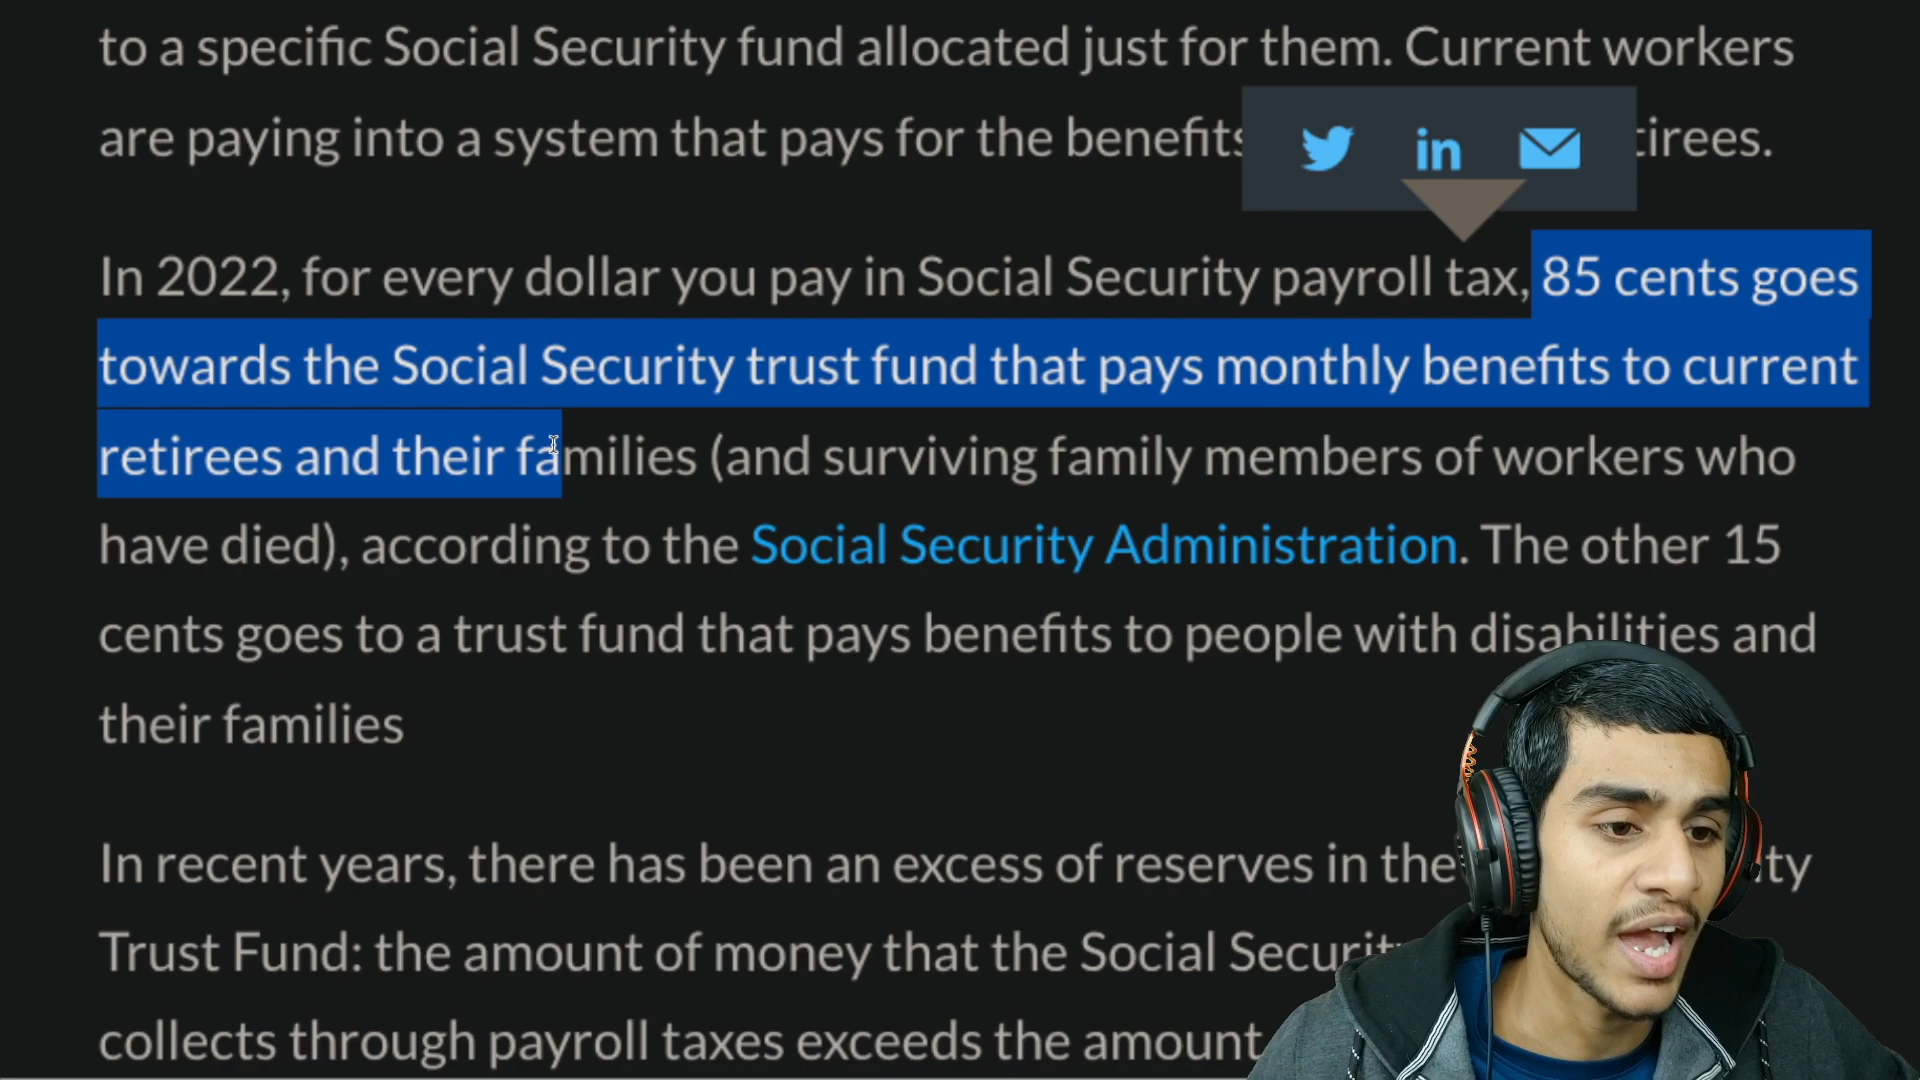 to a specific Social Security fund allocated just for them. Current workers
are paying into a system that pays for the benefits tirees.
In 2022, for every dollar you pay in Social Security payroll tax, 85 cents goes
towards the Social Security trust fund that pays monthly benefits to current
retirees and their families (and surviving family members of workers who
have died), according to the Social Security Administration. The other 15
cents goes to a trust fund that pays benefits to people with disabilities and
their families
In recent years, there has been an excess of reserves in the ty
Trust Fund: the amount of money that the Social Security
collects through payroll taxes exceeds the amount